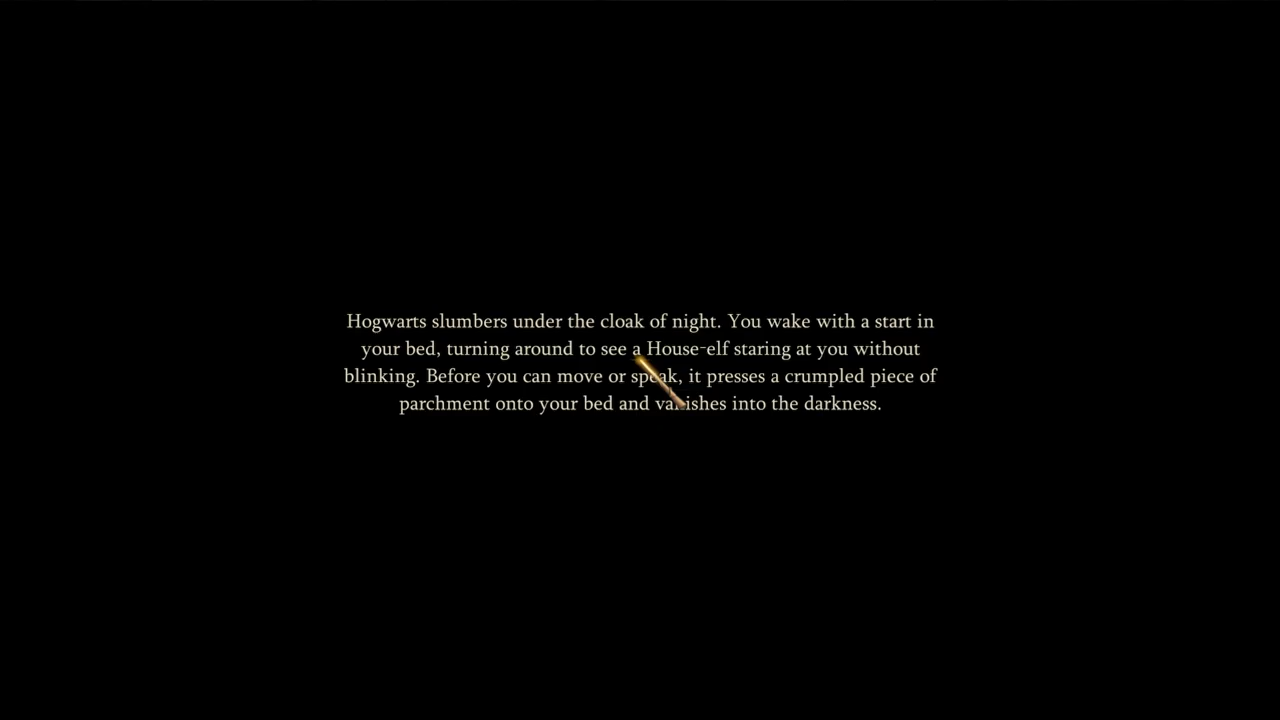 Hogwarts slumbers under the cloak of night. You wake with a start in
your bed, turning around to see a House-elf staring at you without
blinking. Before you can move or speak, it presses a crumpled piece of
parchment onto your bed and vanishes into the darkness.